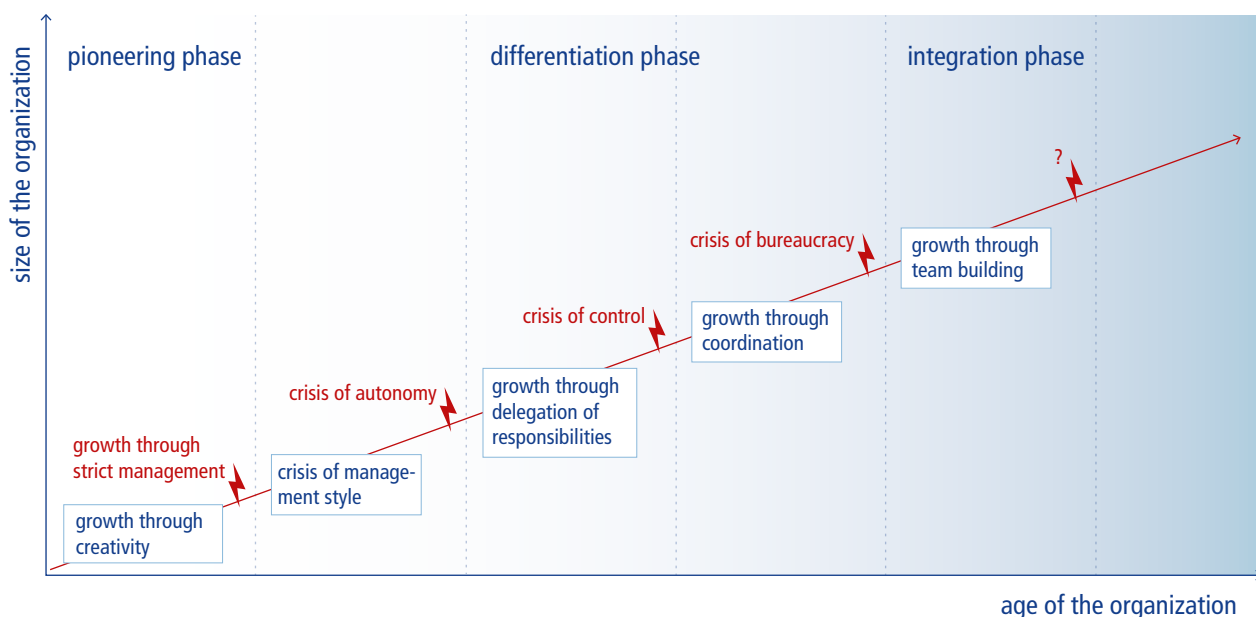 pioneering phase
differentiation phase
integration phase
size of the organization
?
crisis of bureaucracy
growth through
team building
crisis of control
growth through
coordination
crisis of autonomy
growth through
delegation of
responsibilities
growth through
strict management
crisis of manage-
ment style
growth through
creativity
age of the organization